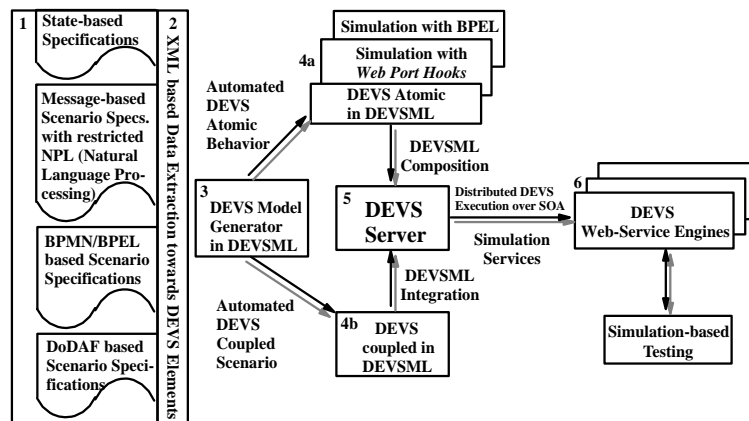 1
State-based
Specifications
Message-based
Scenario Specs.
with restricted
NPL (Natural
Language Pro-
cessing)
BPMN/BPEL
based Scenario
Specifications
DoDAF based
Scenario Speci-
fications
2
XML based Data Extraction towards DEVS Elements
Automated
DEVS
Atomic
Behavior
3
DEVS Model
Generator
in DEVSML
Automated
DEVS
Coupled
Scenario
4a
Simulation with BPEL
Simulation with
Web Port Hooks
DEVS Atomic
in DEVSML
DEVSML
Composition
5
DEVS
Server
DEVSML
Integration
4b
DEVS
coupled in
DEVSML
Distributed DEVS
Execution over SOA
Simulation
Services
6
DEVS
Web-Service Engines
Simulation-based
Testing